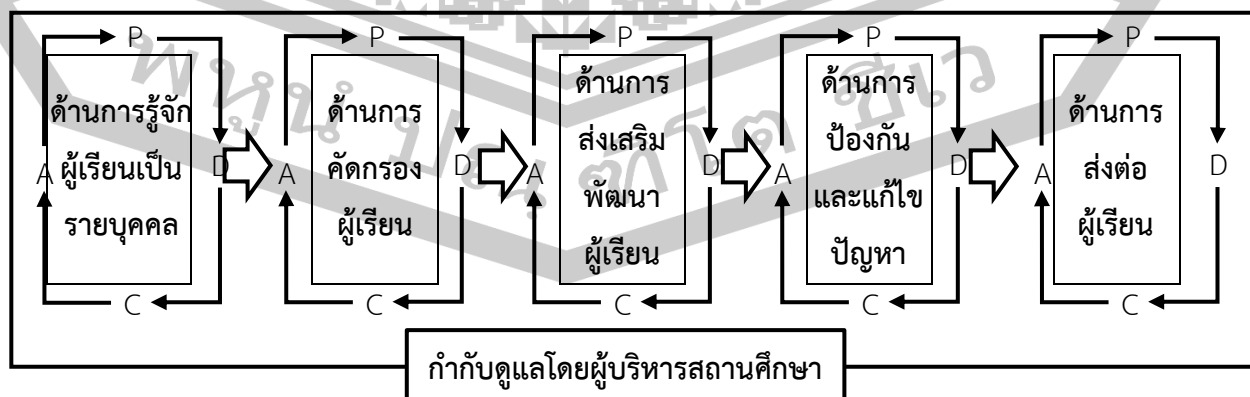 P
ด้านการรู้จัก
ผู้เรียนเป็น
รายบุคคล
A
D
C
P
ด้านการ
คัดกรอง
ผู้เรียน
A
D
C
P
ด้านการ
ส่งเสริม
พัฒนา
ผู้เรียน
A
D
C
P
ด้านการ
ป้องกัน
และแก้ไข
ปัญหา
A
D
C
P
ด้านการ
ส่งต่อ
ผู้เรียน
A
D
C
กำกับดูแลโดยผู้บริหารสถานศึกษา